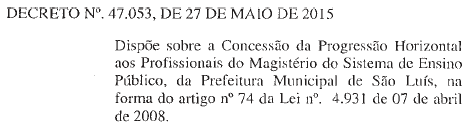 DECRETO Nº. 47.053, DE 27 DE MAIO DE 2015
Dispõe sobre a Concessão da Progressão Horizontal
aos Profissionais do Magistério do Sistema de Ensino
Público, da Prefeitura Municipal de São Luís, na
forma do artigo nº 74 da Lei nº. 4.931 de 07 de abril
de 2008.